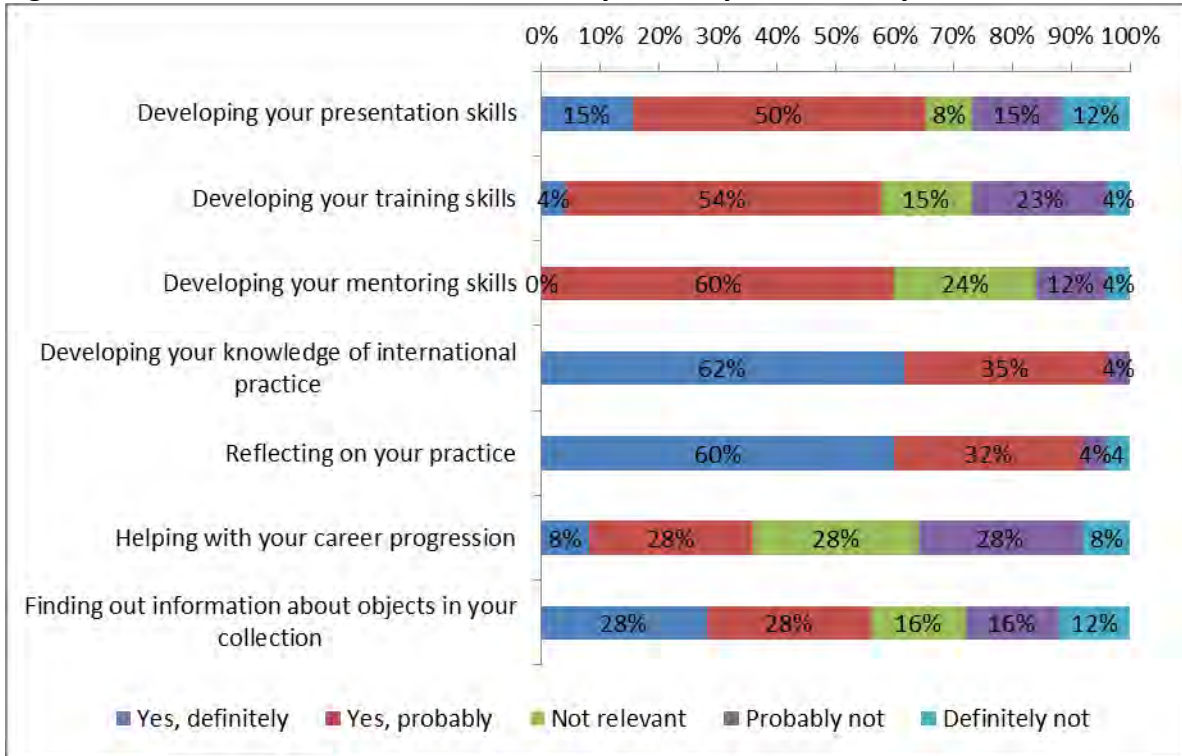 0% 10% 20% 30% 40% 50% 60% 70% 80% 90% 100%
Developing your presentation skills 15% 50% 8% 15% 12%
Developing your training skills 4% 54% 15% 23% 4%
Developing your mentoring skills 0% 60% 24% 12% 4%
Developing your knowledge of international
practice 62% 35% 4%
Reflecting on your practice 60% 32% 4% 4
Helping with your career progression 8% 28% 28% 28% 8%
Finding out information about objects in your
collection 28% 28% 16% 16% 12%
Yes, definitely Yes, probably Not relevant Probably not Definitely not